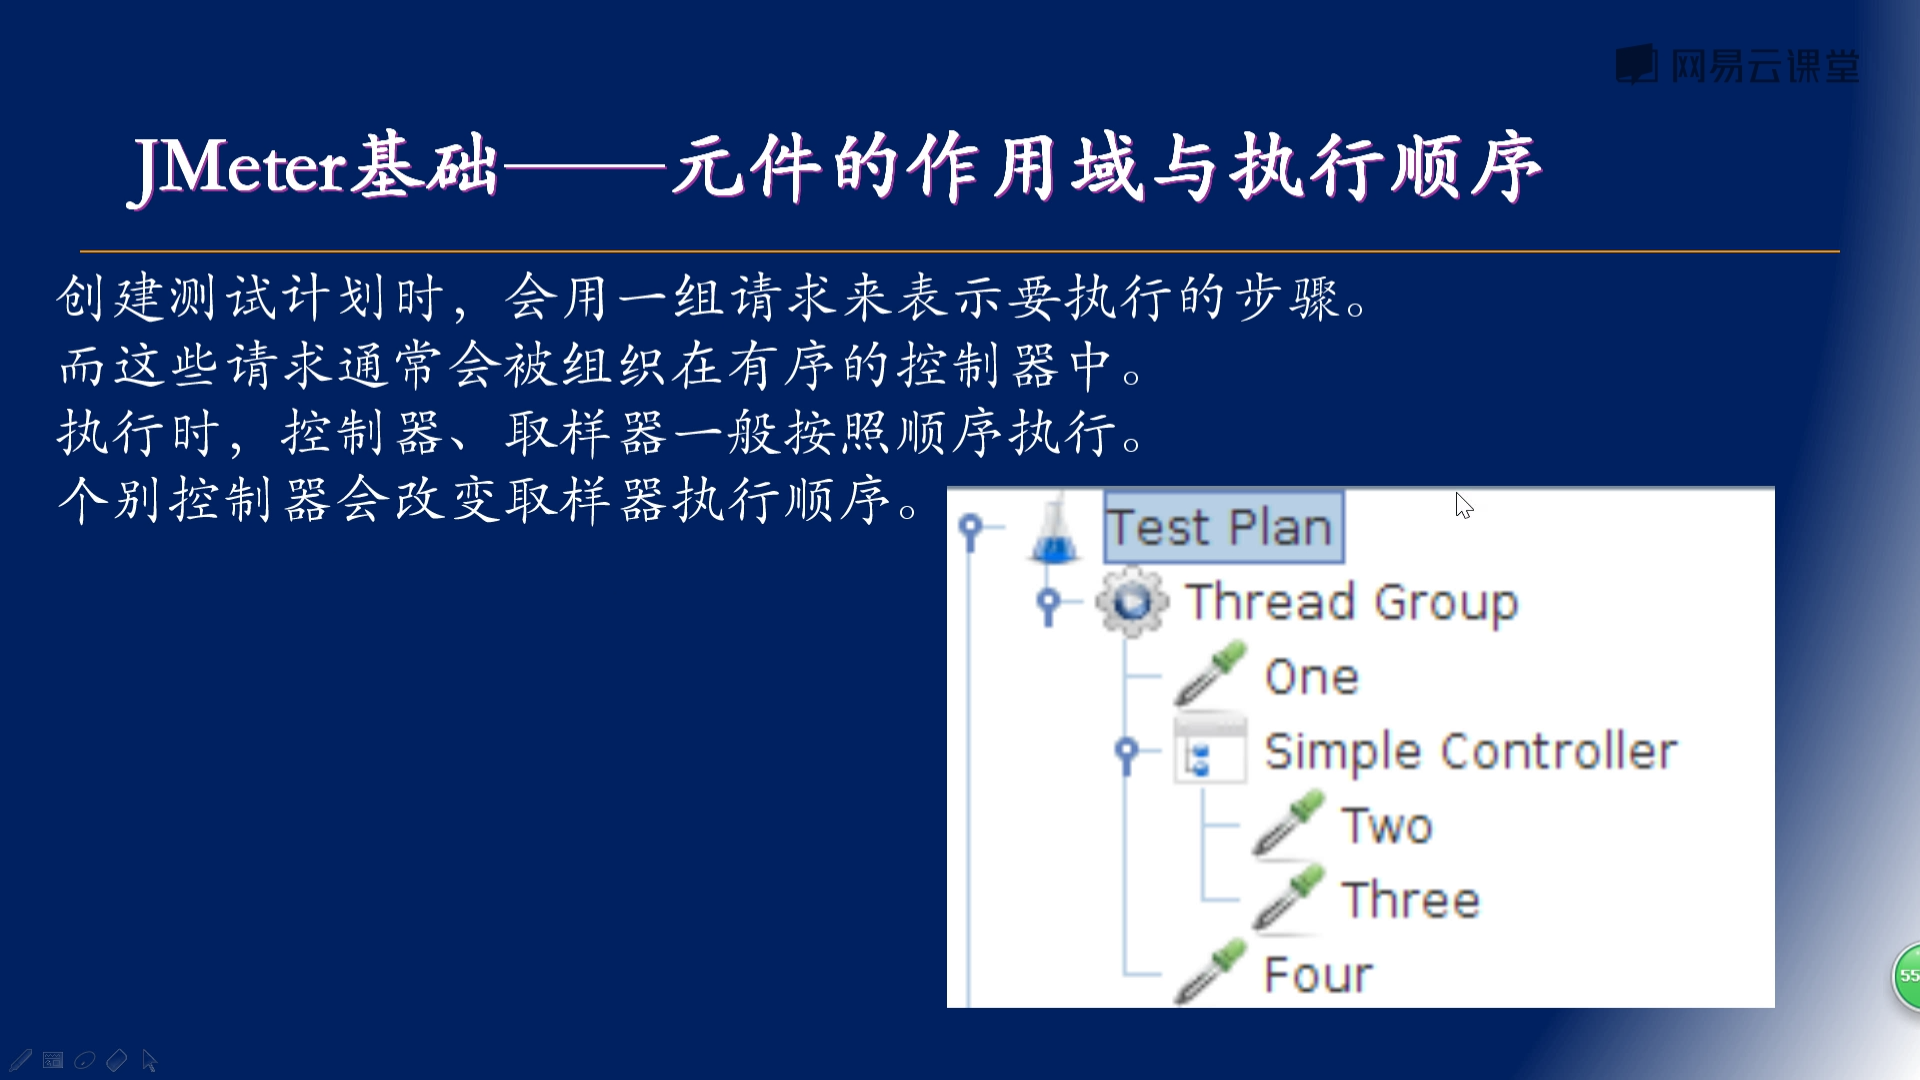 网易云课堂
JMeter基础——元件的作用域与执行顺序
创建测试计划时，会用一组请求来表示要执行的步骤。
而这些请求通常会被组织在有序的控制器中。
执行时，控制器、取样器一般按照顺序执行。
个别控制器会改变取样器执行顺序。
Test Plan
Thread Group
One
Simple Controller
Two
Three
Four
55